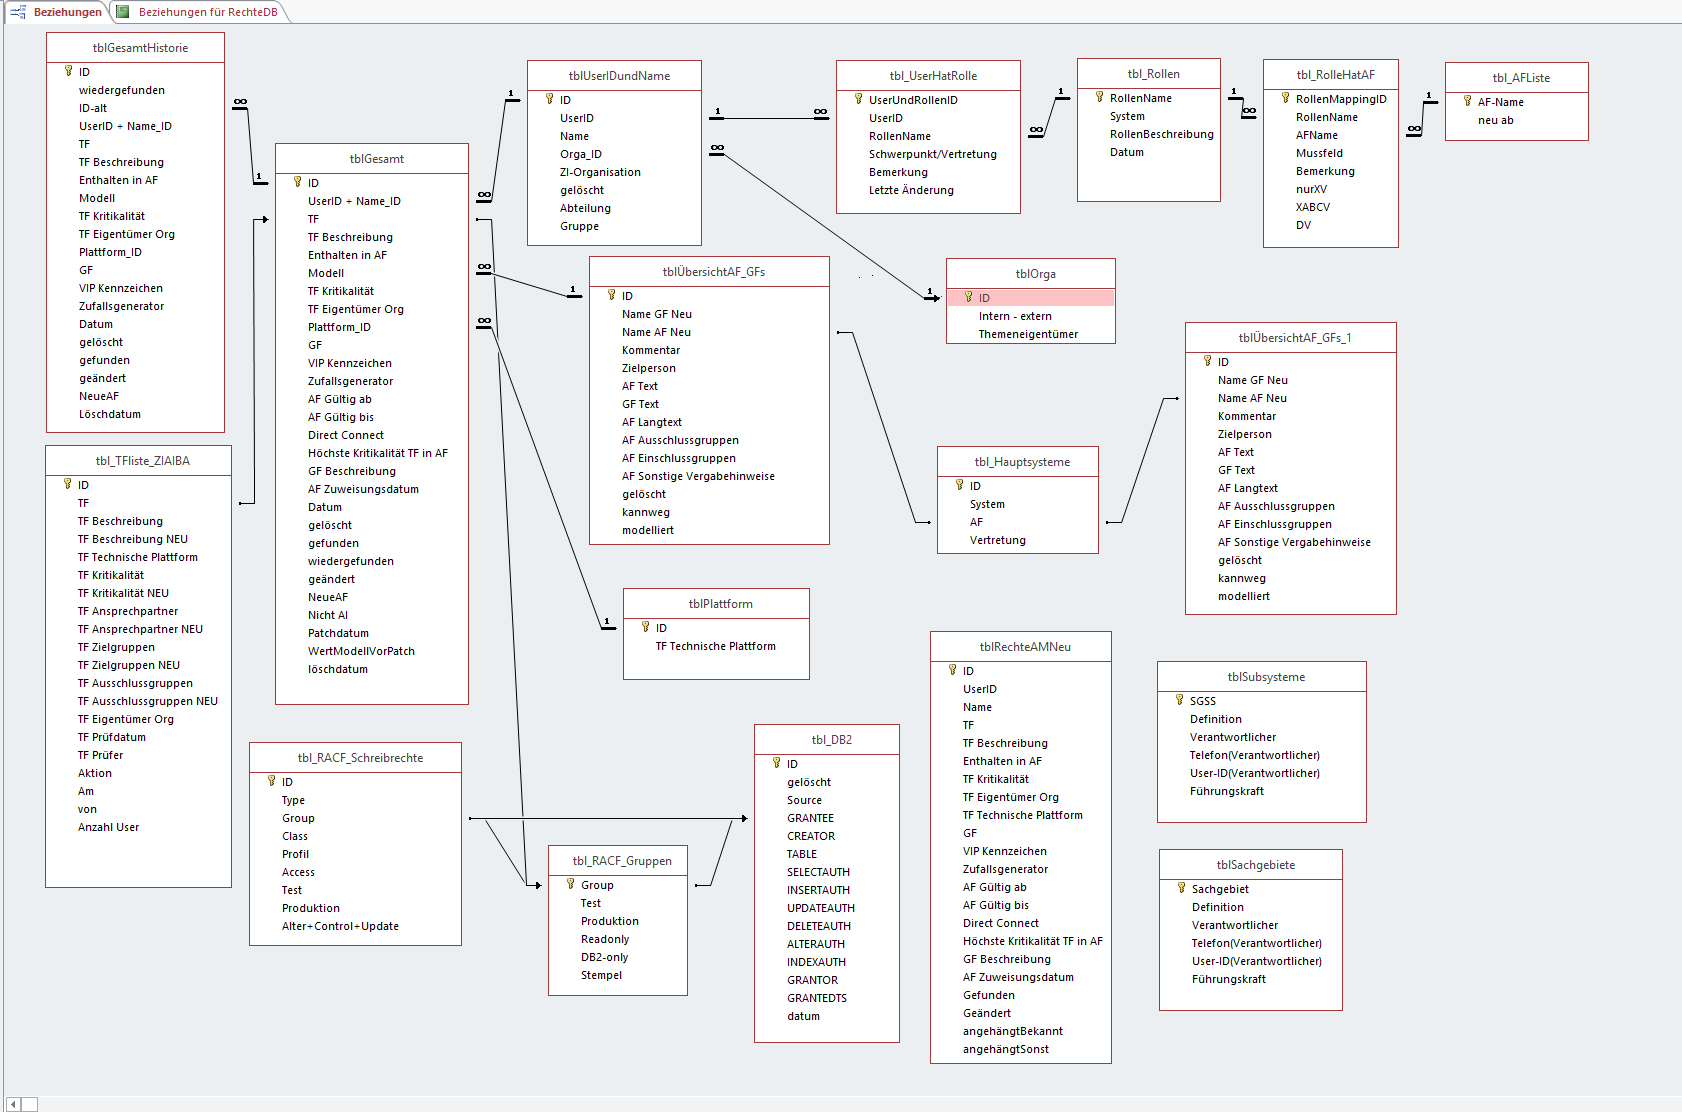 Beziehungen
Beziehungen für RechteDB
tblGesamtHistorie
ID
wiedergefunden
ID-alt
UserID + Name_ID
TF
TF Beschreibung
Enthalten in AF
Modell
TF Kritikalität
TF Eigentümer Org
Plattform_ID
GF
VIP Kennzeichen
Zufallsgenerator
Datum
gelöscht
gefunden
geändert
NeueAF
Löschdatum
tbl_TFliste_ZIAIBA
ID
TF
TF Beschreibung
TF Beschreibung NEU
TF Technische Plattform
TF Kritikalität
TF Kritikalität NEU
TF Ansprechpartner
TF Ansprechpartner NEU
TF Zielgruppen
TF Zielgruppen NEU
TF Ausschlussgruppen
TF Ausschlussgruppen NEU
TF Eigentümer Org
TF Prüfdatum
TF Prüfer
Aktion
Am
von
Anzahl User
tblGesamt
ID
UserID + Name_ID
TF
TF Beschreibung
Enthalten in AF
Modell
TF Kritikalität
TF Eigentümer Org
Plattform_ID
GF
VIP Kennzeichen
Zufallsgenerator
AF Gültig ab
AF Gültig bis
Direct Connect
Höchste Kritikalität TF in AF
GF Beschreibung
AF Zuweisungsdatum
Datum
gelöscht
gefunden
wiedergefunden
geändert
NeueAF
Nicht AI
Patchdatum
WertModellVorPatch
löschdatum
tbl_RACF_Schreibrechte
ID
Type
Group
Class
Profil
Access
Test
Produktion
Alter+Control+Update
tblUserIDundName
ID
UserID
Name
Orga_ID
ZI-Organisation
gelöscht
Abteilung
Gruppe
tblÜbersichtAF_GFs
ID
Name GF Neu
Name AF Neu
Kommentar
Zielperson
AF Text
GF Text
AF Langtext
AF Ausschlussgruppen
AF Einschlussgruppen
AF Sonstige Vergabehinweise
gelöscht
kannweg
modelliert
tblPlattform
ID
TF Technische Plattform
tbl_RACF_Gruppen
Group
Test
Produktion
Readonly
DB2-only
Stempel
tbl_DB2
ID
gelöscht
Source
GRANTEE
CREATOR
TABLE
SELECTAUTH
INSERTAUTH
UPDATEAUTH
DELETEAUTH
ALTERAUTH
INDEXAUTH
GRANTOR
GRANTEDTS
datum
tbl_UserHatRolle
UserUndRollenID
UserID
RollenName
Schwerpunkt/Vertretung
Bemerkung
Letzte Änderung
tbl_Rollen
RollenName
System
RollenBeschreibung
Datum
tbl_RolleHatAF
RollenMappingID
RollenName
AFName
Mussfeld
Bemerkung
nurXV
XABCV
DV
tbl_AFListe
AF-Name
neu ab
tblOrga
ID
Intern - extern
Themeneigentümer
tbl_Hauptsysteme
ID
System
AF
Vertretung
tblÜbersichtAF_GFs_1
ID
Name GF Neu
Name AF Neu
Kommentar
Zielperson
AF Text
GF Text
AF Langtext
AF Ausschlussgruppen
AF Einschlussgruppen
AF Sonstige Vergabehinweise
gelöscht
kannweg
modelliert
tblRechteAMNeu
ID
UserID
Name
TF
TF Beschreibung
Enthalten in AF
TF Kritikalität
TF Eigentümer Org
TF Technische Plattform
GF
VIP Kennzeichen
Zufallsgenerator
AF Gültig ab
AF Gültig bis
Direct Connect
Höchste Kritikalität TF in AF
GF Beschreibung
AF Zuweisungsdatum
Gefunden
Geändert
angehängtBekannt
angehängtSonst
tblSubsysteme
SGSS
Definition
Verantwortlicher
Telefon(Verantwortlicher)
User-ID(Verantwortlicher)
Führungskraft
tblSachgebiete
Sachgebiet
Definition
Verantwortlicher
Telefon(Verantwortlicher)
User-ID(Verantwortlicher)
Führungskraft
∞
1
1
∞
1
∞
∞
1
∞
1
∞
1
1
∞
1
∞
1
∞